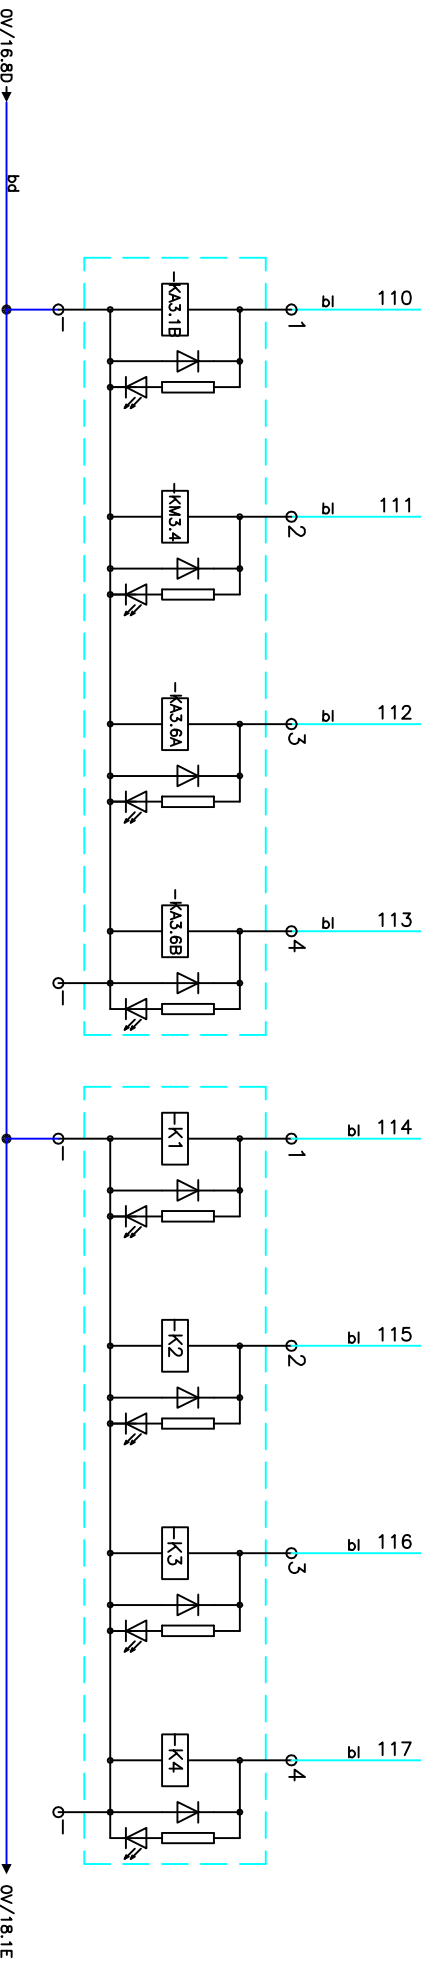 0V/16.8D
bd
110
bl
1
-KA3.1B
-
111
bl
2
-KM3.4
112
bl
3
-KA3.6A
113
bl
4
-KA3.6B
-
114
bl
1
-K1
-
115
bl
2
-K2
116
bl
3
-K3
117
bl
4
-K4
-
0V/18.1E